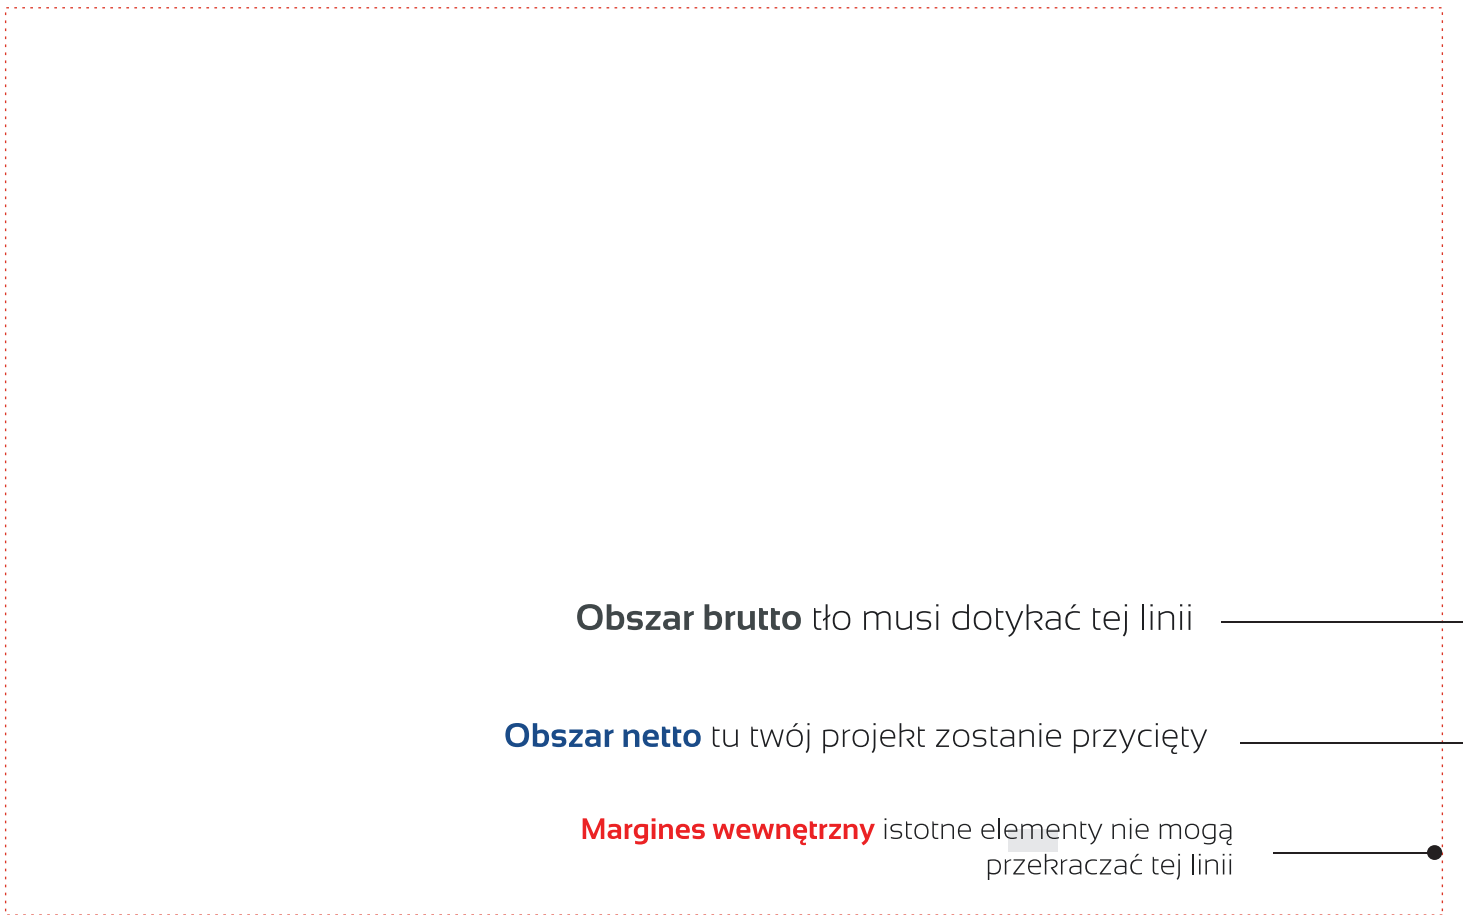 Obszar brutto tło musi dotykać tej linii
Obszar netto tu twój projekt zostanie przycięty
Margines wewnętrzny istotne elementy nie mogą
przekraczać tej linii